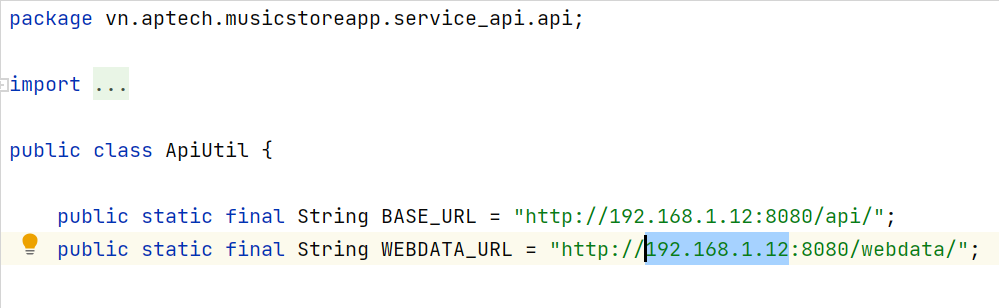 package vn.aptech.musicstoreapp.service_api.api;
import ...
public class ApiUtil {
public static final String BASE_URL = "http://192.168.1.12:8080/api/";
public static final String WEBDATA_URL = "http://192.168.1.12:8080/webdata/";